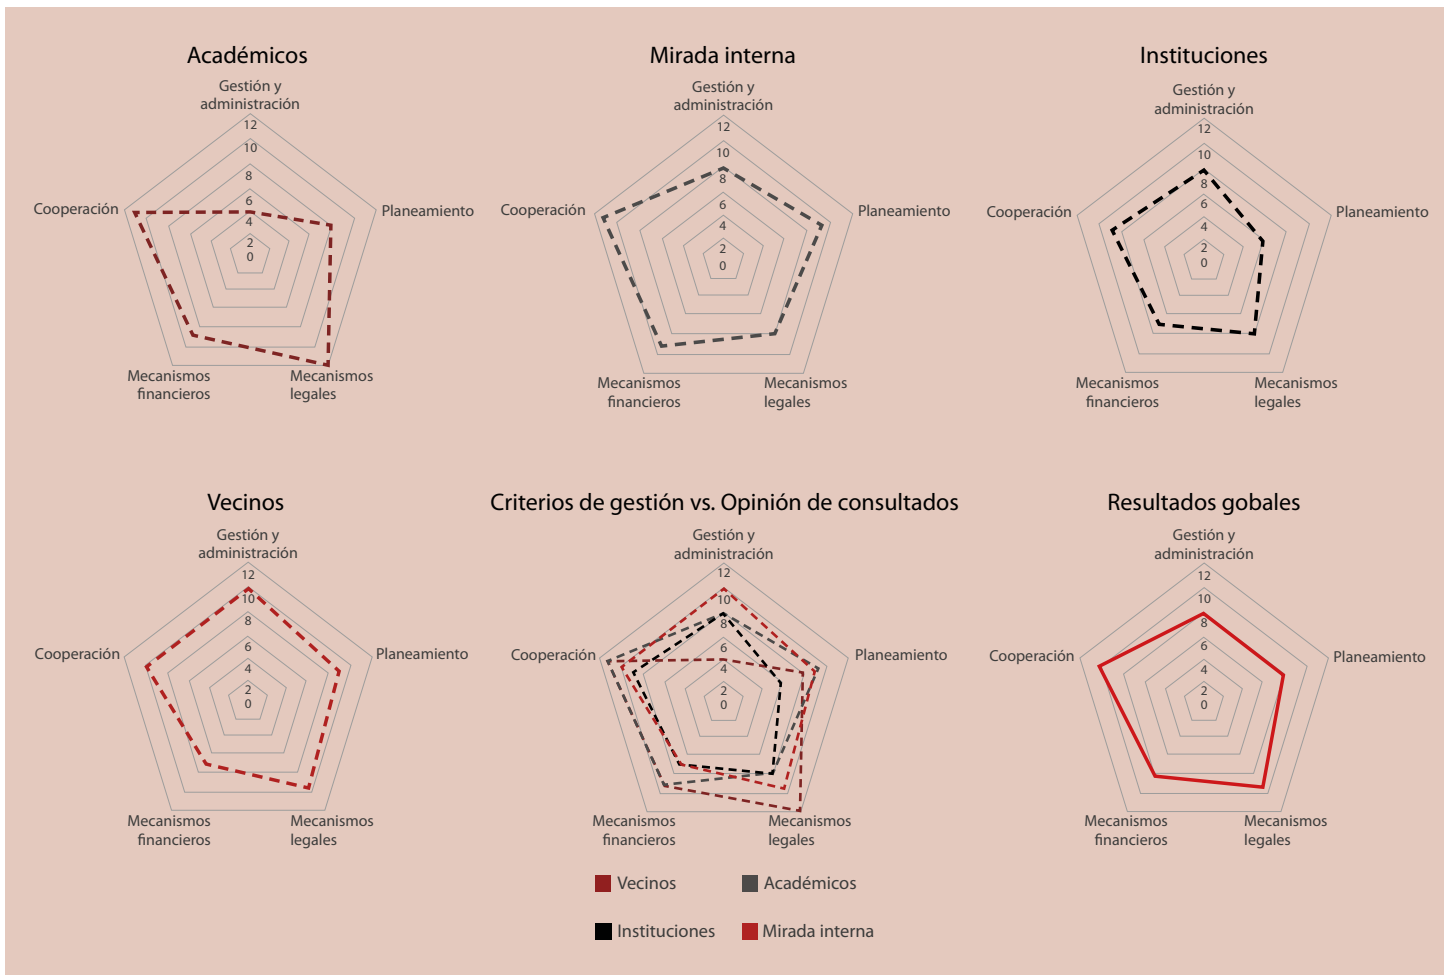 Académicos
Gestión y
administración
12
10
8
6
4
2
0
Cooperación
Planeamiento
Mecanismos
financieros
Mecanismos
legales
Mirada interna
Gestión y
administración
12
10
8
6
4
2
0
Cooperación
Planeamiento
Mecanismos
financieros
Mecanismos
legales
Instituciones
Gestión y
administración
12
10
8
6
4
2
0
Cooperación
Planeamiento
Mecanismos
financieros
Mecanismos
legales
Vecinos
Gestión y
administración
12
10
8
6
4
2
0
Cooperación
Planeamiento
Mecanismos
financieros
Mecanismos
legales
Criterios de gestión vs. Opinión de consultados
Gestión y
administración
12
10
8
6
4
2
0
Cooperación
Planeamiento
Mecanismos
financieros
Mecanismos
legales
Resultados gobales
Gestión y
administración
12
10
8
6
4
2
0
Cooperación
Planeamiento
Mecanismos
financieros
Mecanismos
legales
Vecinos
Académicos
Instituciones
Mirada interna